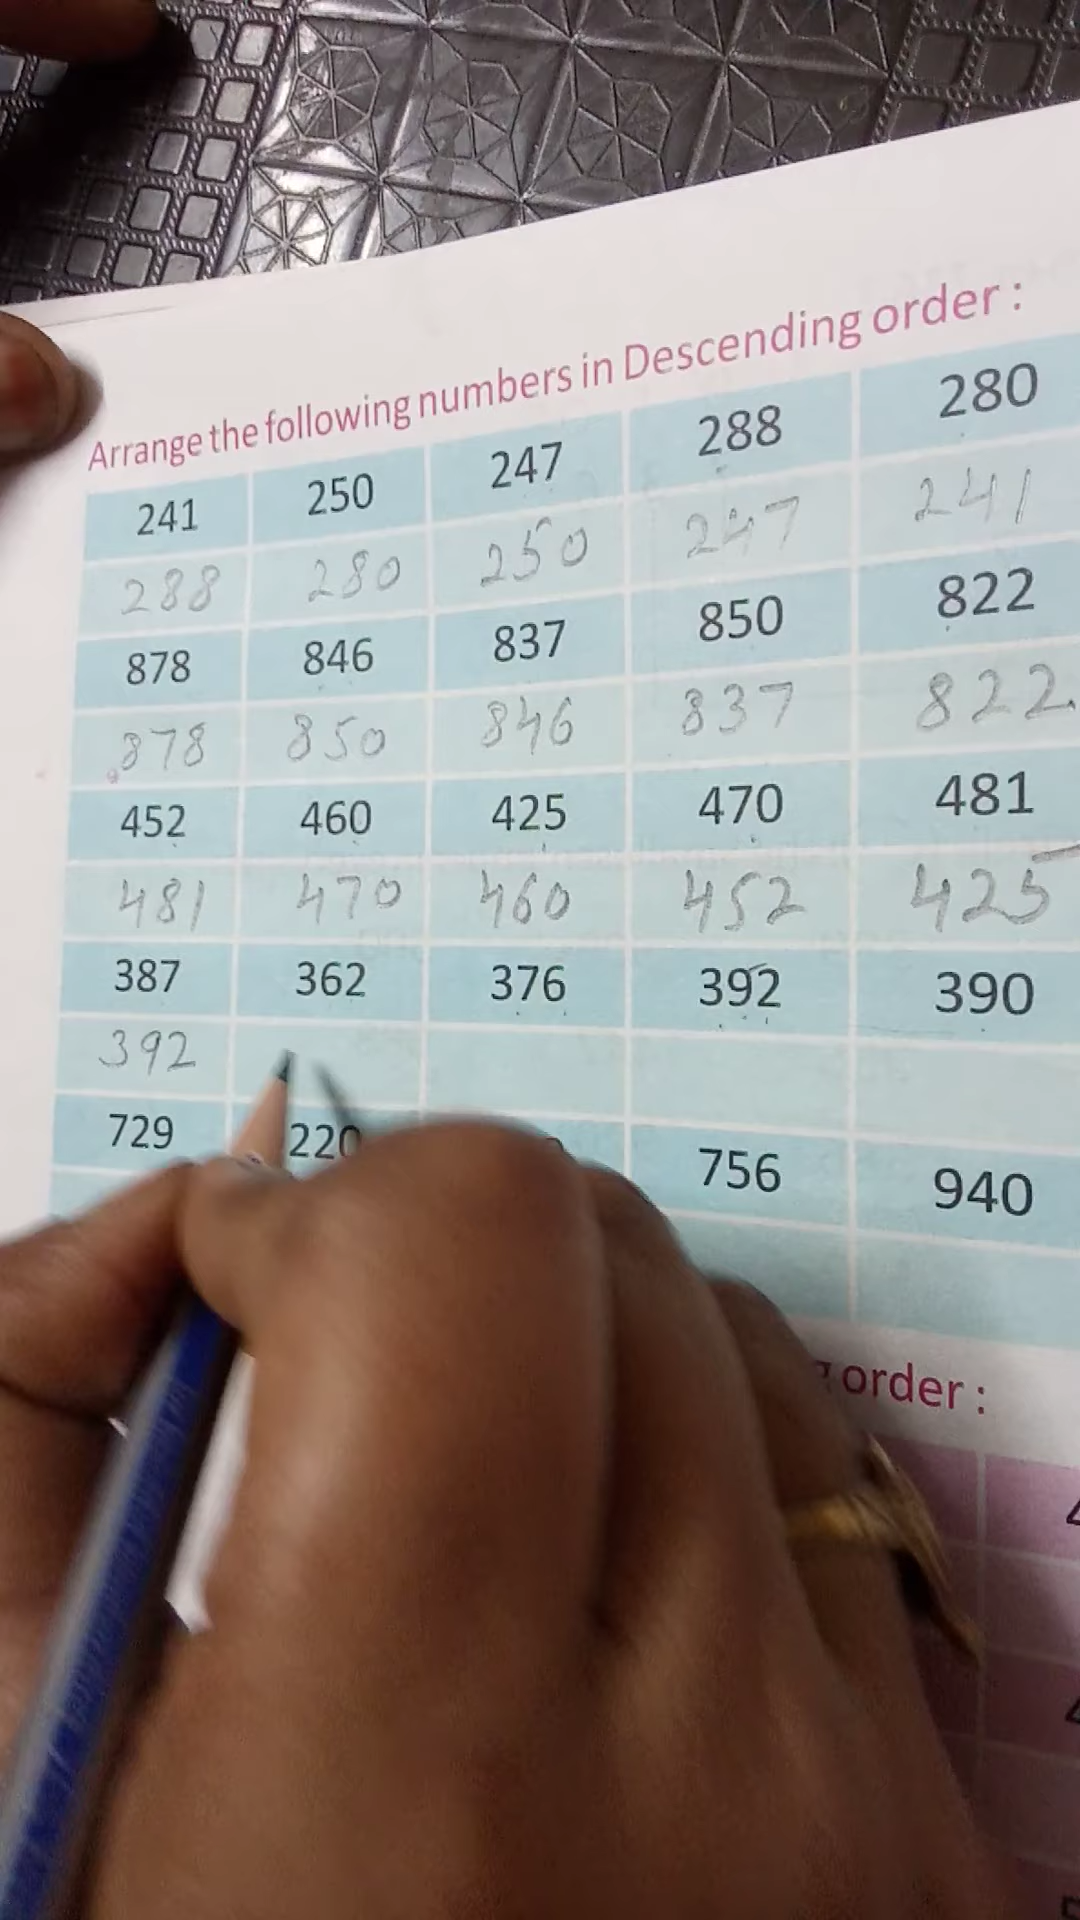 Arrange the following numbers in Descending order :
241 250 247 288 280
288 280 250 247 241
878 846 837 850 822
878 850 846 837 822
452 460 425 470 481
481 470 460 452 425
387 362 376 392 390
392
729 220 756 940
order :